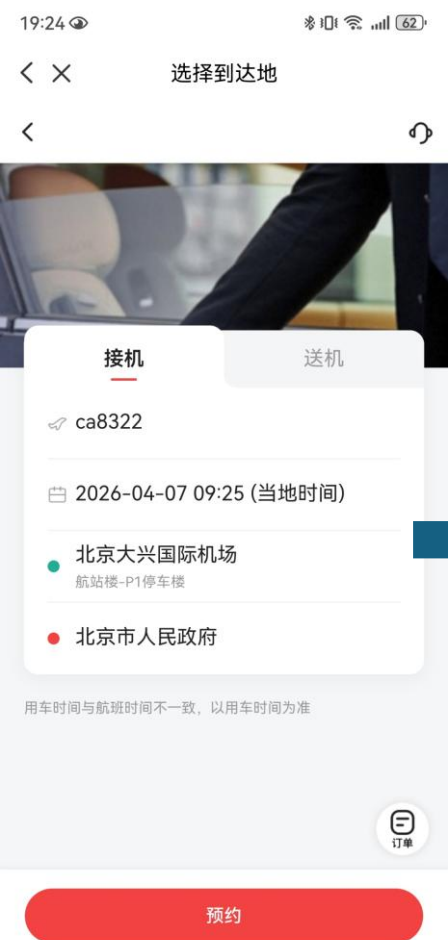 19:24
62
选择到达地
接机
送机
ca8322
2026-04-07 09:25 (当地时间)
北京大兴国际机场
航站楼-P1停车楼
北京市人民政府
用车时间与航班时间不一致，以用车时间为准
订单
预约